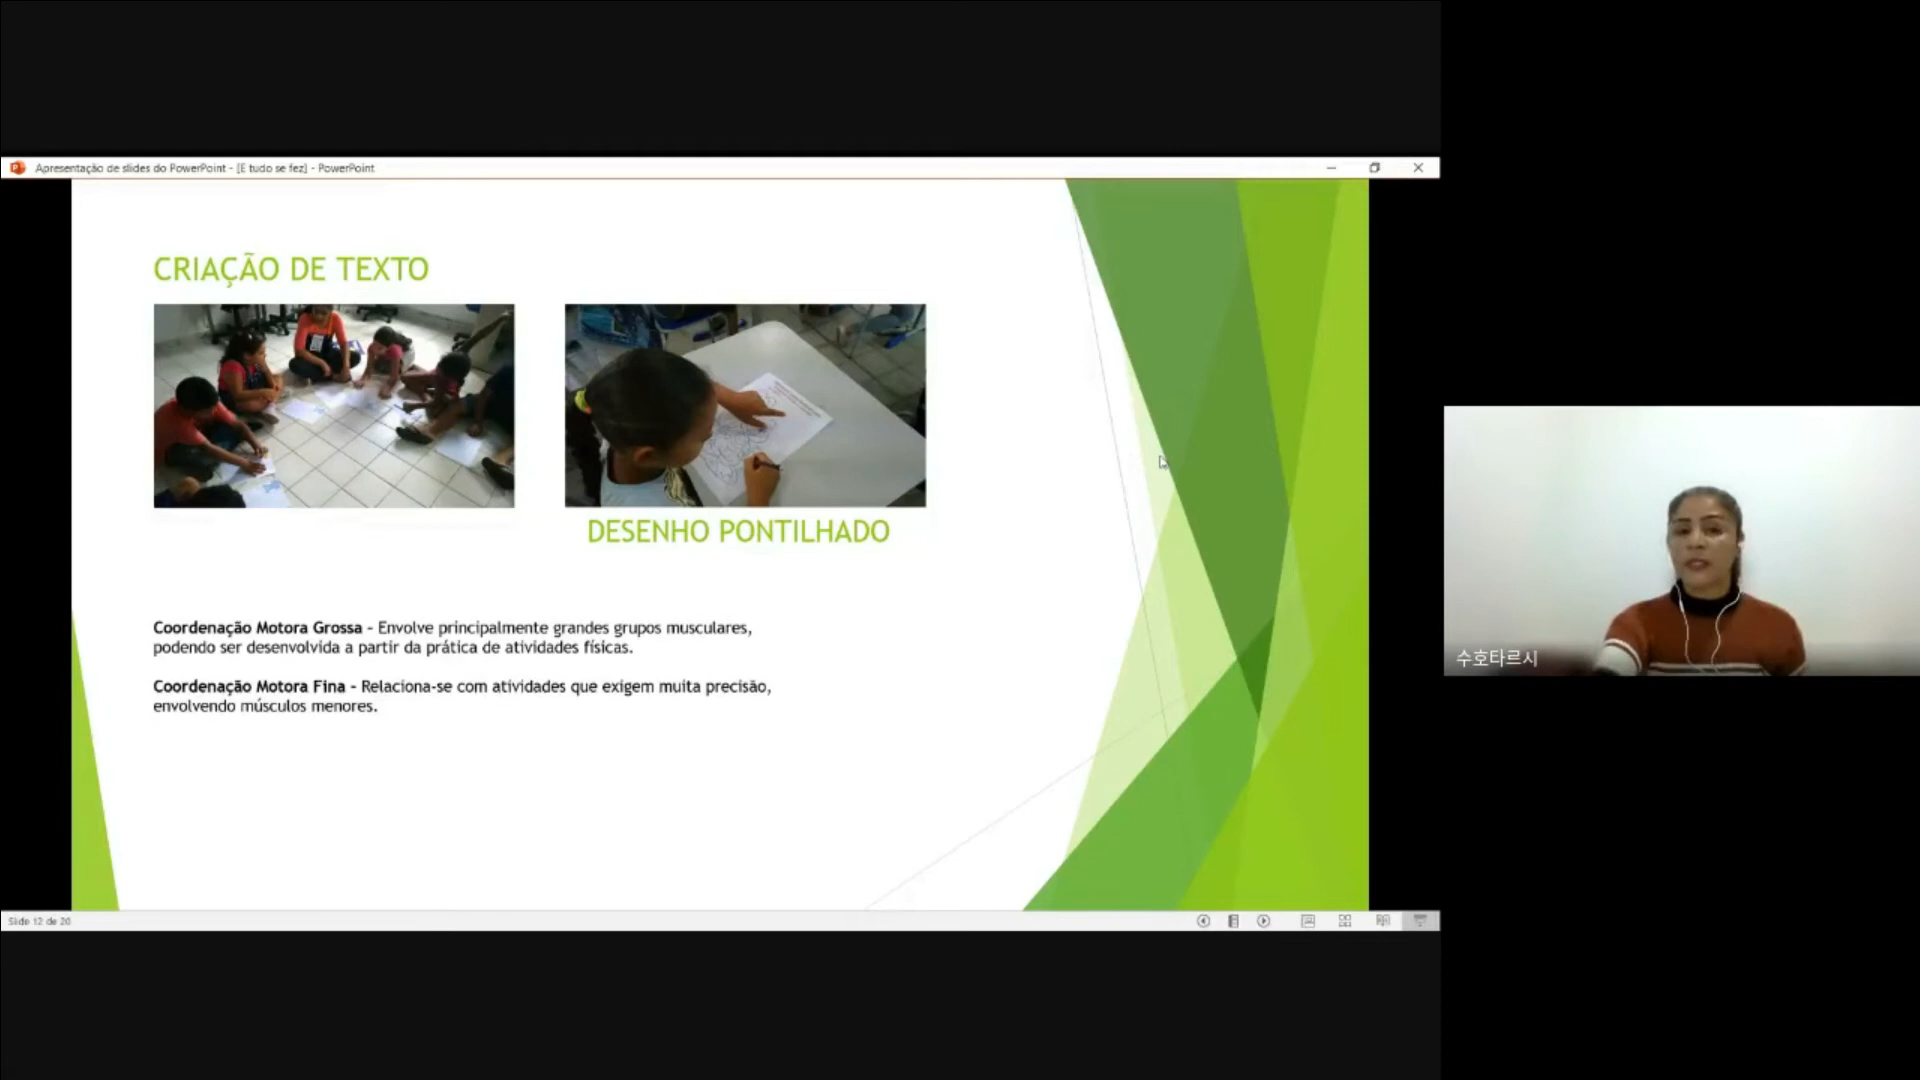 Apresentação de slides do PowerPoint - [E tudo se fez] - PowerPoint
CRIAÇÃO DE TEXTO
DESENHO PONTILHADO
Coordenação Motora Grossa - Envolve principalmente grandes grupos musculares,
podendo ser desenvolvida a partir da prática de atividades físicas.
Coordenação Motora Fina - Relaciona-se com atividades que exigem muita precisão,
envolvendo músculos menores.
Slide 12 de 20
수호타르시